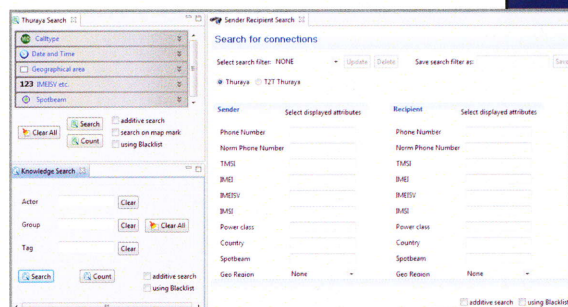 Thuraya Search
Calltype
Date and Time
Geographical area
123 IMEISV etc.
Spotbeam
Clear All
Search
Count
additive search
search on map mark
using Blacklist
Knowledge Search
Actor
Clear
Group
Clear
Clear All
Tag
Clear
Search
Count
additive search
using Blacklist
Sender Recipient Search
Search for connections
Select search filter: NONE Update Delete Save search filter as: Save
Thuraya T2T Thuraya
Sender Select displayed attributes
Phone Number
Norm Phone Number
TMSI
IMEI
IMEISV
IMSI
Power class
Country
Spotbeam
Geo Region None
Recipient Select displayed attributes
Phone Number
Norm Phone Number
TMSI
IMEI
IMEISV
IMSI
Power class
Country
Spotbeam
Geo Region None
additive search using Blacklist